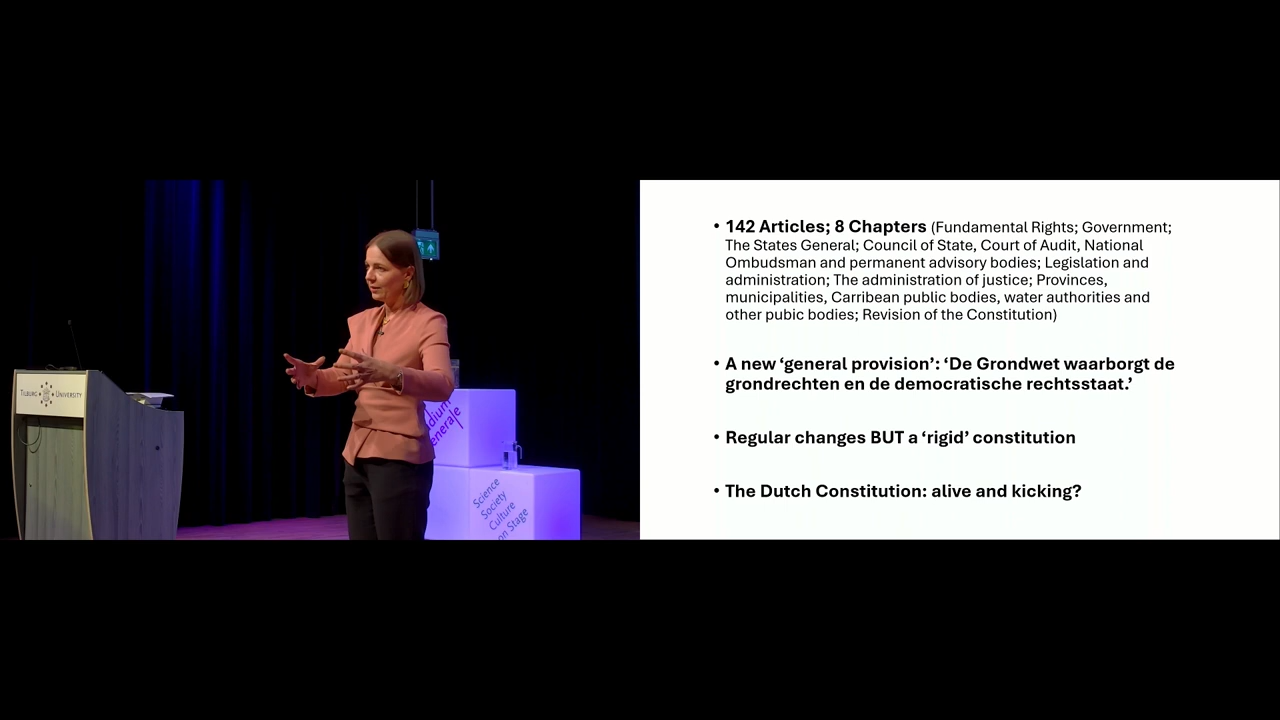 TILBURG UNIVERSITY
Generale
Science
Society
Culture
on Stage
• 142 Articles; 8 Chapters (Fundamental Rights; Government;
The States General; Council of State, Court of Audit, National
Ombudsman and permanent advisory bodies; Legislation and
administration; The administration of justice; Provinces,
municipalities, Carribean public bodies, water authorities and
other pubic bodies; Revision of the Constitution)
• A new ‘general provision’: ‘De Grondwet waarborgt de
grondrechten en de democratische rechtsstaat.’
• Regular changes BUT a ‘rigid’ constitution
• The Dutch Constitution: alive and kicking?